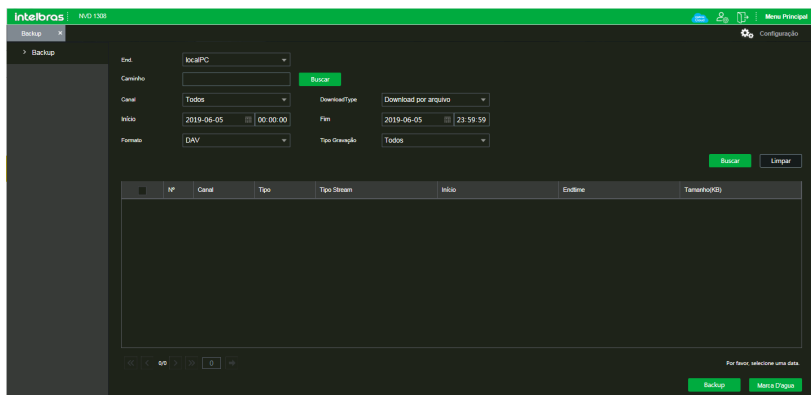 intelbras NVD 1308 Menu Principal
Backup × Configuração
> Backup
End. localPC
Caminho Buscar
Canal Todos DownloadType Download por arquivo
Início 2019-06-05 00:00:00 Fim 2019-06-05 23:59:59
Formato DAV Tipo Gravação Todos
Buscar Limpar
Nº Canal Tipo Tipo Stream Início Endtime Tamanho(KB)
0/0 0
Por favor, selecione uma data.
Backup Marca D'agua